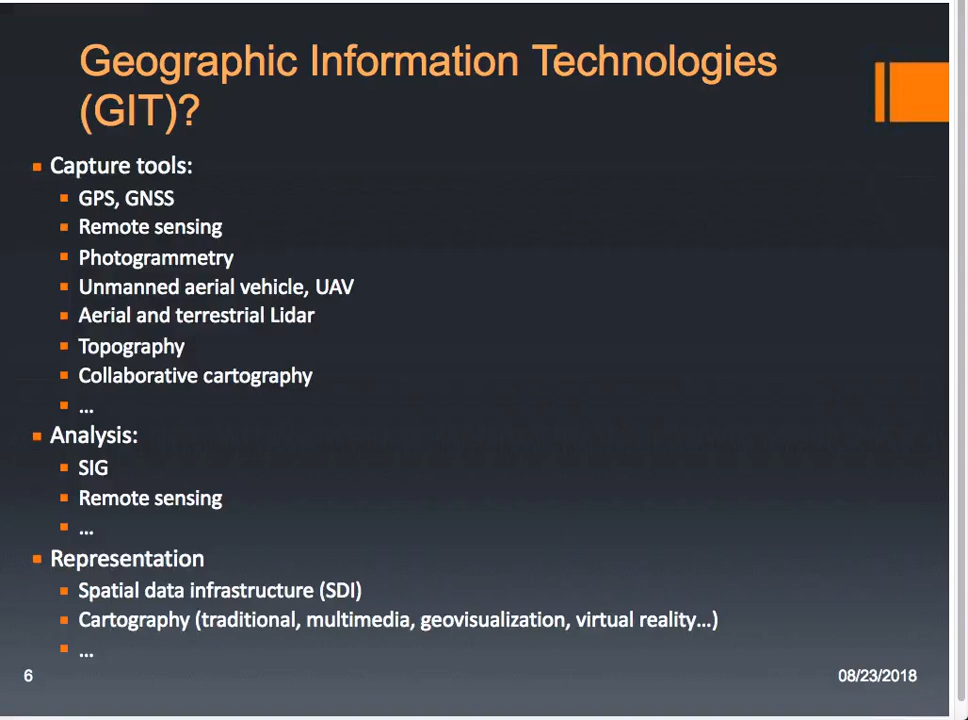 Geographic Information Technologies
(GIT)?
Capture tools:
GPS, GNSS
Remote sensing
Photogrammetry
Unmanned aerial vehicle, UAV
Aerial and terrestrial Lidar
Topography
Collaborative cartography
...
Analysis:
SIG
Remote sensing
...
Representation
Spatial data infrastructure (SDI)
Cartography (traditional, multimedia, geovisualization, virtual reality...)
...
6
08/23/2018